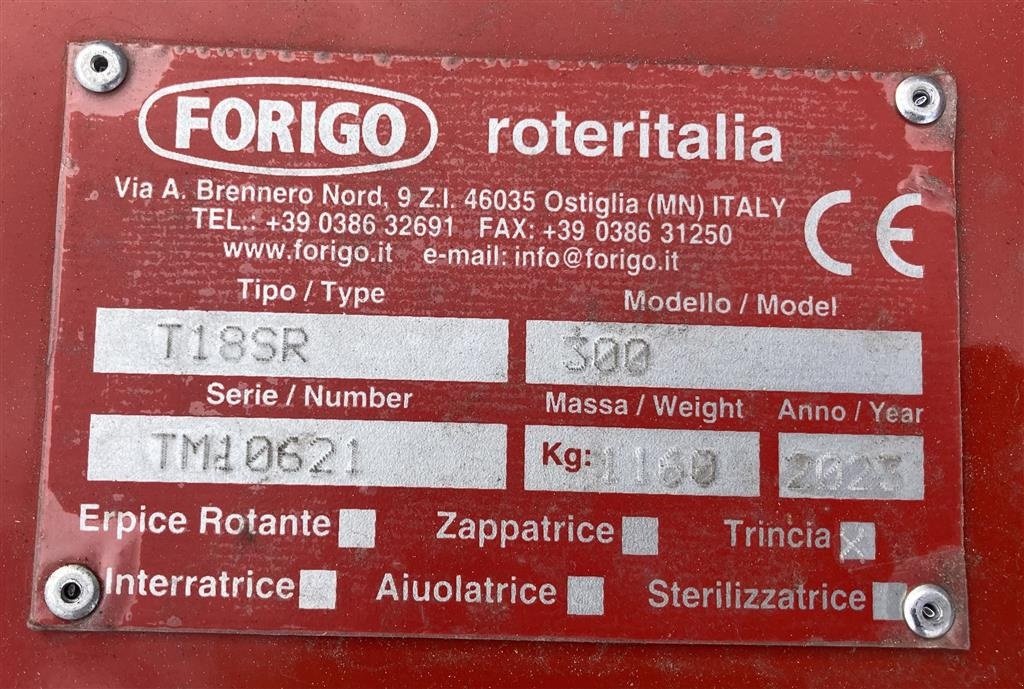 FORIGO roteritalia
Via A. Brennero Nord, 9 Z.I. 46035 Ostiglia (MN) ITALY
TEL.: +39 0386 32691 FAX: +39 0386 31250
www.forigo.it e-mail: info@forigo.it
CE
Tipo / Type Modello / Model
T18SR 300
Serie / Number Massa / Weight Anno / Year
TM10621 Kg: 1160 2023
Erpice Rotante Zappatrice Trincia X
Interratrice Aiuolatrice Sterilizzatrice